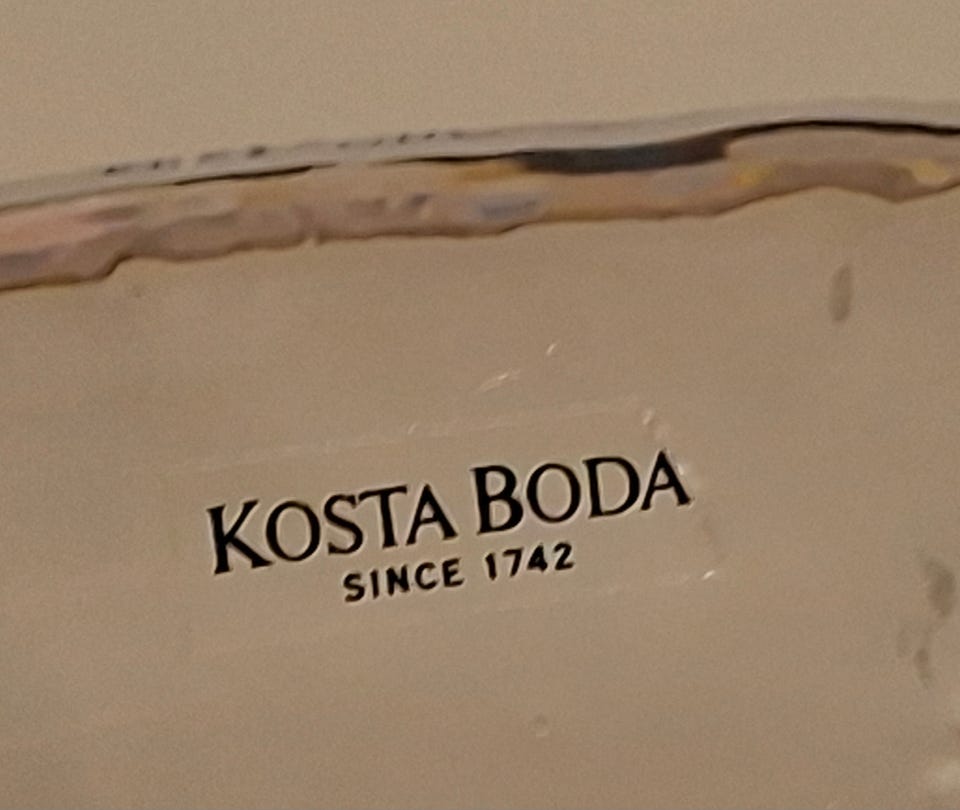 KOSTA BODA
SINCE 1742